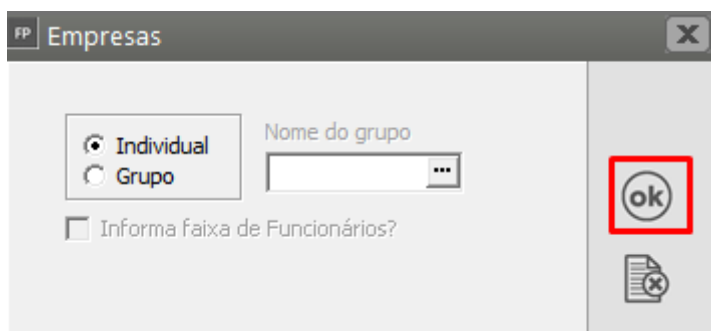 FP Empresas
Individual
Grupo
Nome do grupo
...
Informa faixa de Funcionários?
ok